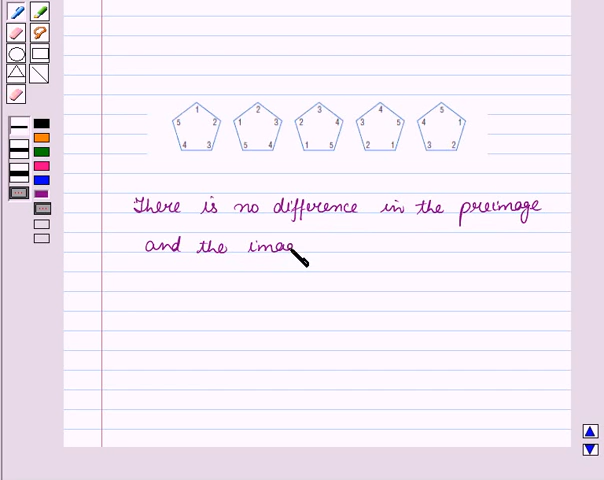 1 2 3 4 5
5 2 1 3 2 4 3 5 4 1
4 3 5 4 1 5 2 1 3 2
There is no difference in the preimage
and the imag